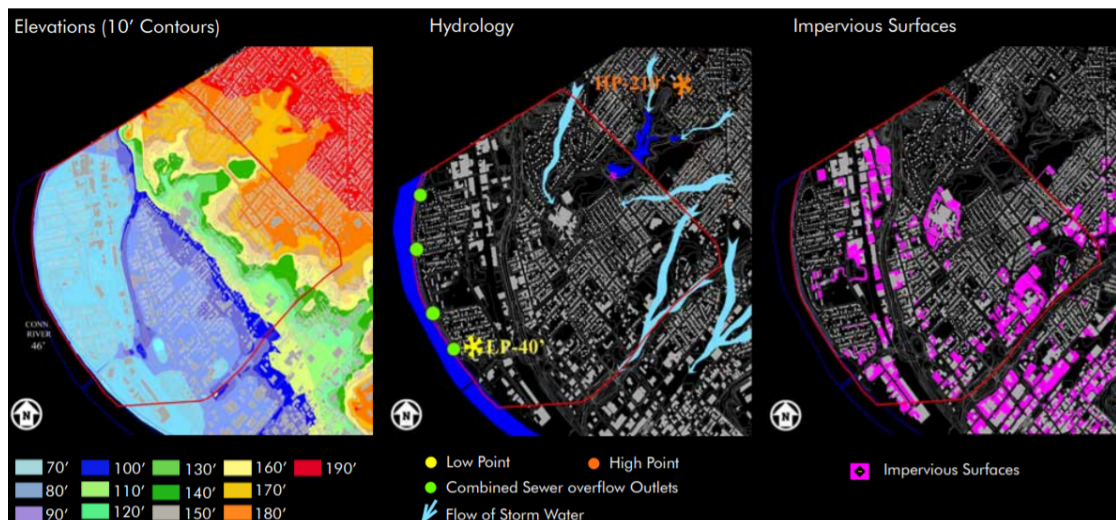 Elevations (10' Contours)
Hydrology
Impervious Surfaces
HP-210'
CONN.
RIVER
46'
LP-40'
N
N
N
70'
100'
130'
160'
190'
80'
110'
140'
170'
90'
120'
150'
180'
Low Point
High Point
Combined Sewer overflow Outlets
Flow of Storm Water
Impervious Surfaces